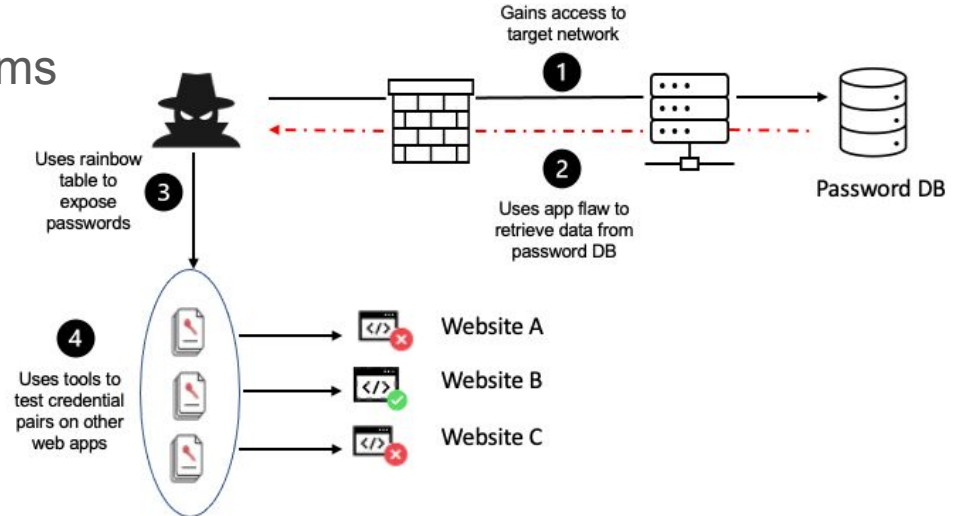 ms
Gains access to
target network
1
2
Uses app flaw to
retrieve data from
password DB
Password DB
Uses rainbow
table to
expose
passwords
3
4
Uses tools to
test credential
pairs on other
web apps
</>
Website A
</>
Website B
</>
Website C